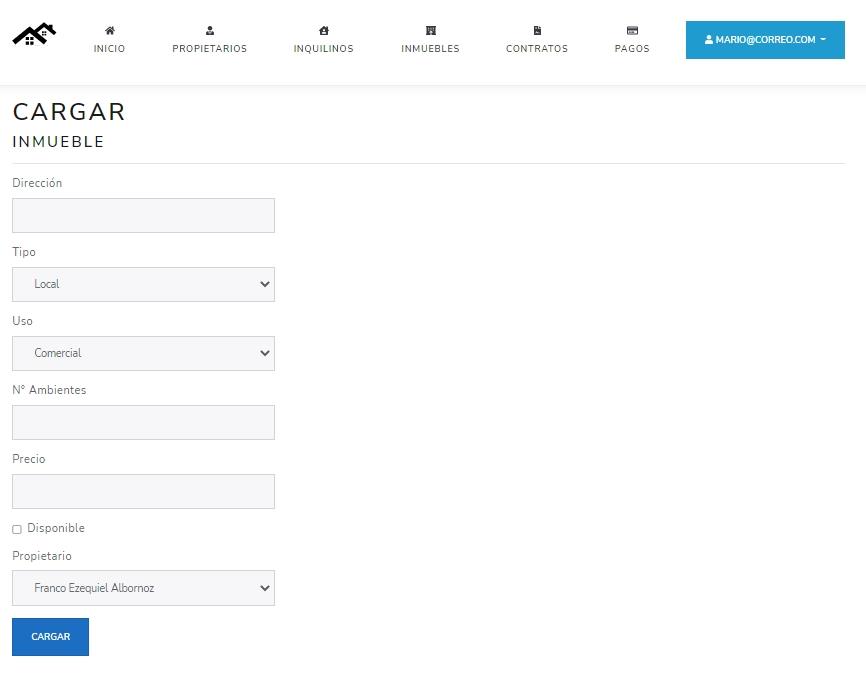 INICIO PROPIETARIOS INQUILINOS INMUEBLES CONTRATOS PAGOS MARIO@CORREO.COM
CARGAR
INMUEBLE
Dirección
Tipo
Local
Uso
Comercial
N° Ambientes
Precio
Disponible
Propietario
Franco Ezequiel Albornoz
CARGAR